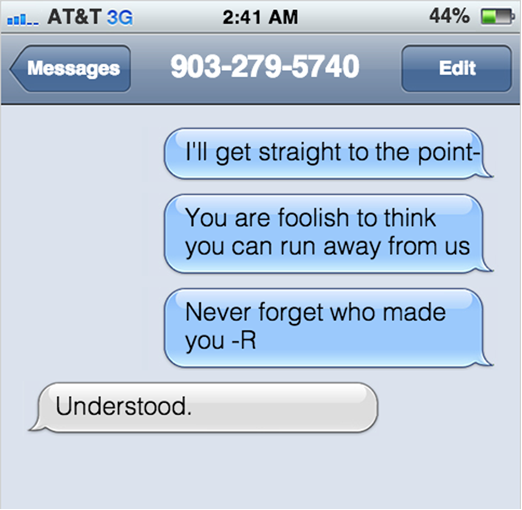 AT&T 3G 2:41 AM 44%
Messages 903-279-5740 Edit
I'll get straight to the point-
You are foolish to think
you can run away from us
Never forget who made
you -R
Understood.